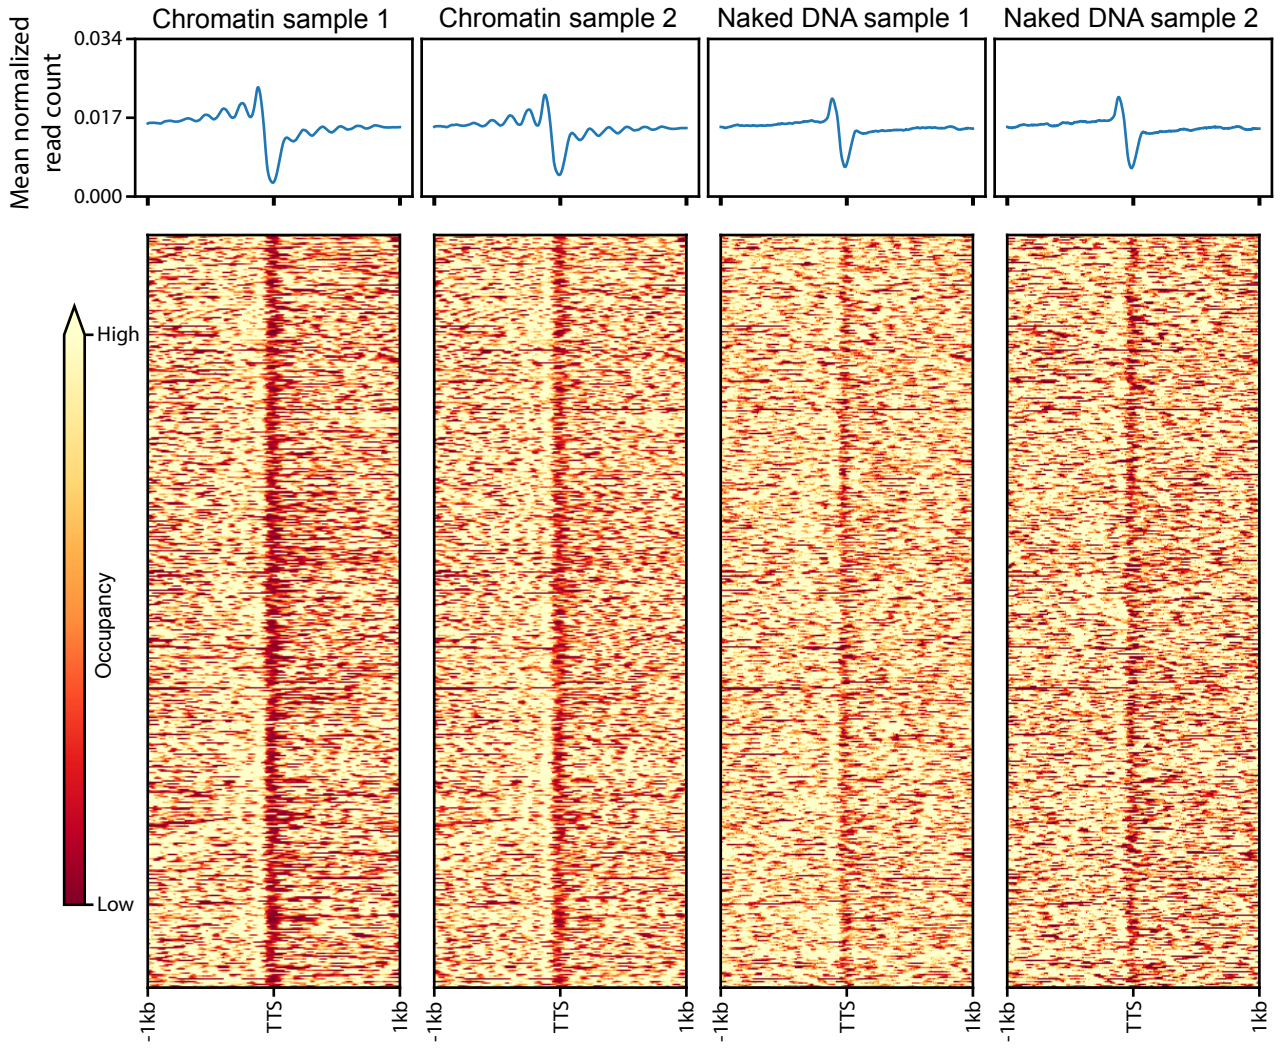 Chromatin sample 1
Chromatin sample 2
Naked DNA sample 1
Naked DNA sample 2
Mean normalized
read count
0.034
0.017
0.000
High
Occupancy
Low
-1kb
TTS
1kb
-1kb
TTS
1kb
-1kb
TTS
1kb
-1kb
TTS
1kb